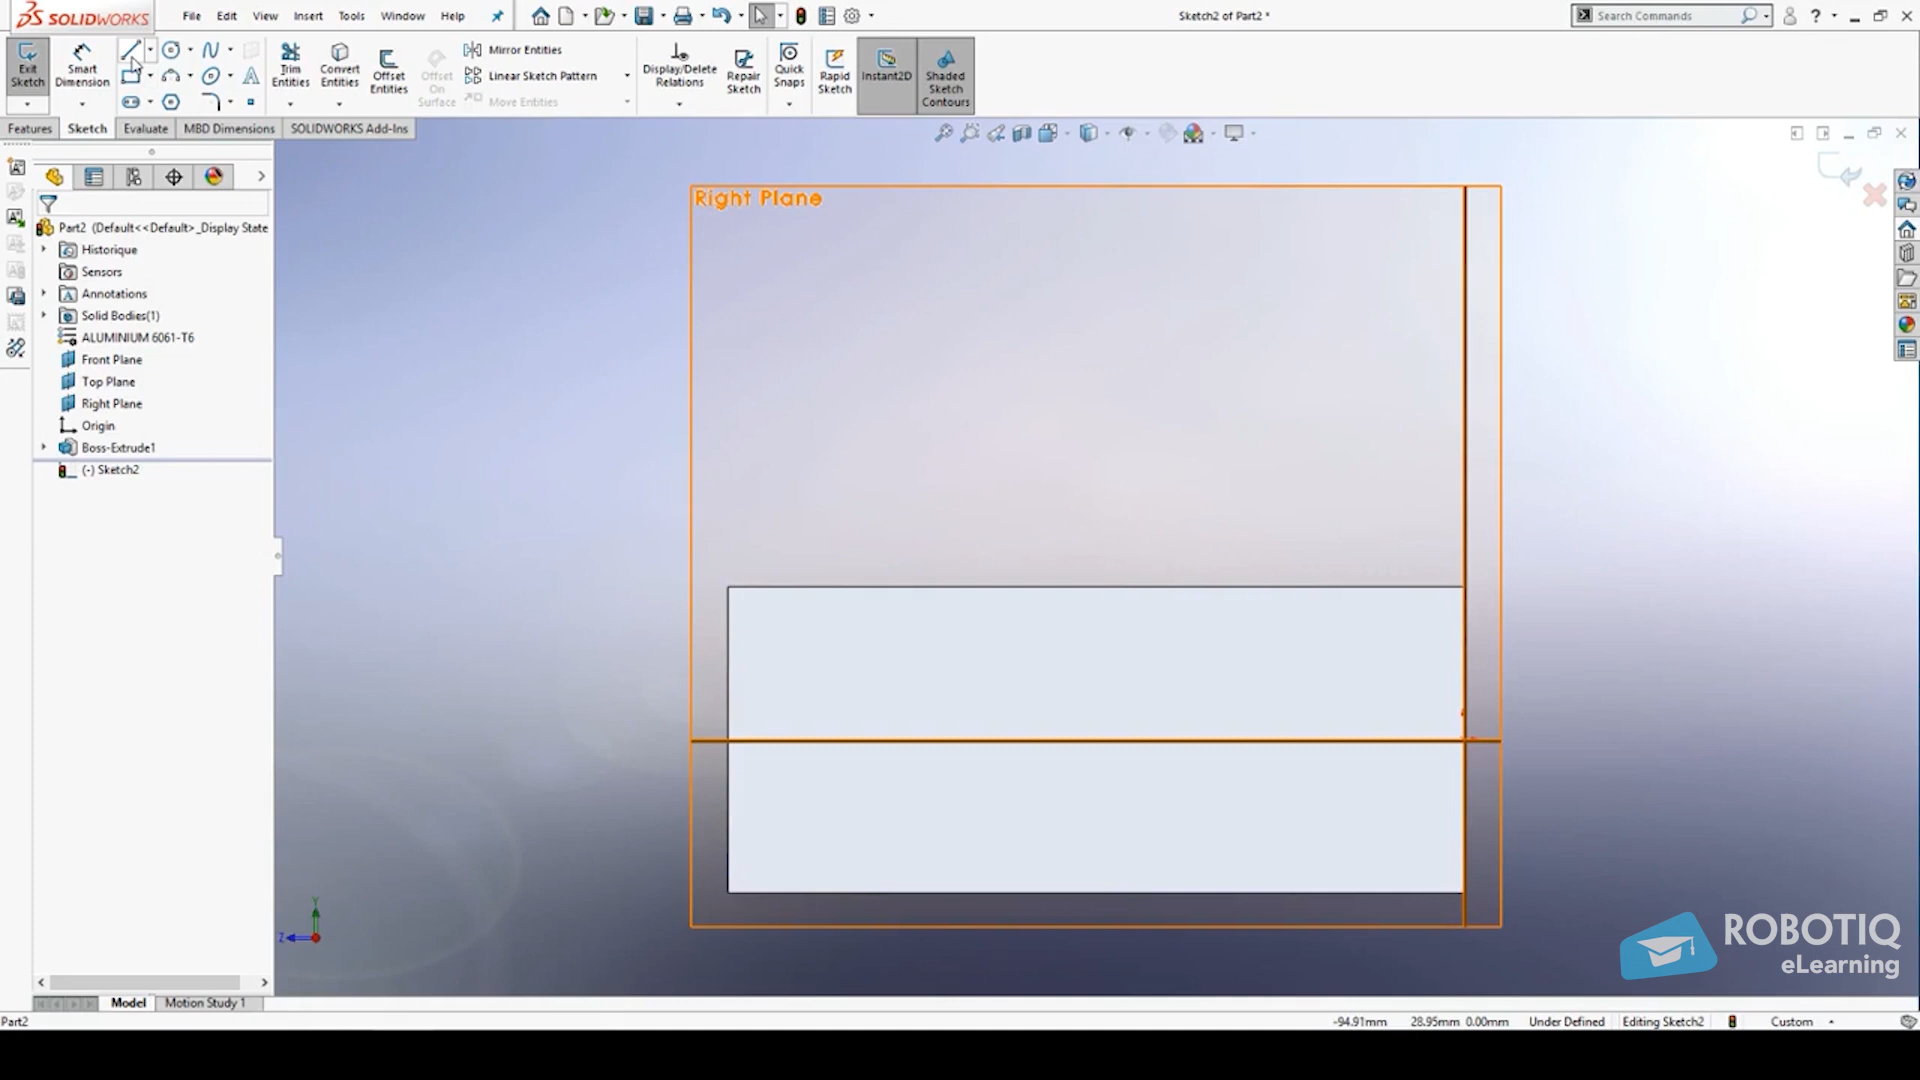 SOLIDWORKS
File Edit View Insert Tools Window Help
Sketch2 of Part2 *
Search Commands
Exit Sketch
Smart Dimension
Trim Entities
Convert Entities
Offset Entities
Offset On Surface
Mirror Entities
Linear Sketch Pattern
Move Entities
Display/Delete Relations
Repair Sketch
Quick Snaps
Rapid Sketch
Instant2D
Shaded Sketch Contours
Features Sketch Evaluate MBD Dimensions SOLIDWORKS Add-Ins
Part2 (Default<<Default>_Display State
Historique
Sensors
Annotations
Solid Bodies(1)
ALUMINIUM 6061-T6
Front Plane
Top Plane
Right Plane
Origin
Boss-Extrude1
(-) Sketch2
Right Plane
Y
Z
ROBOTIQ
eLearning
Model Motion Study 1
Part2
-94.91mm 28.95mm 0.00mm Under Defined Editing Sketch2 Custom